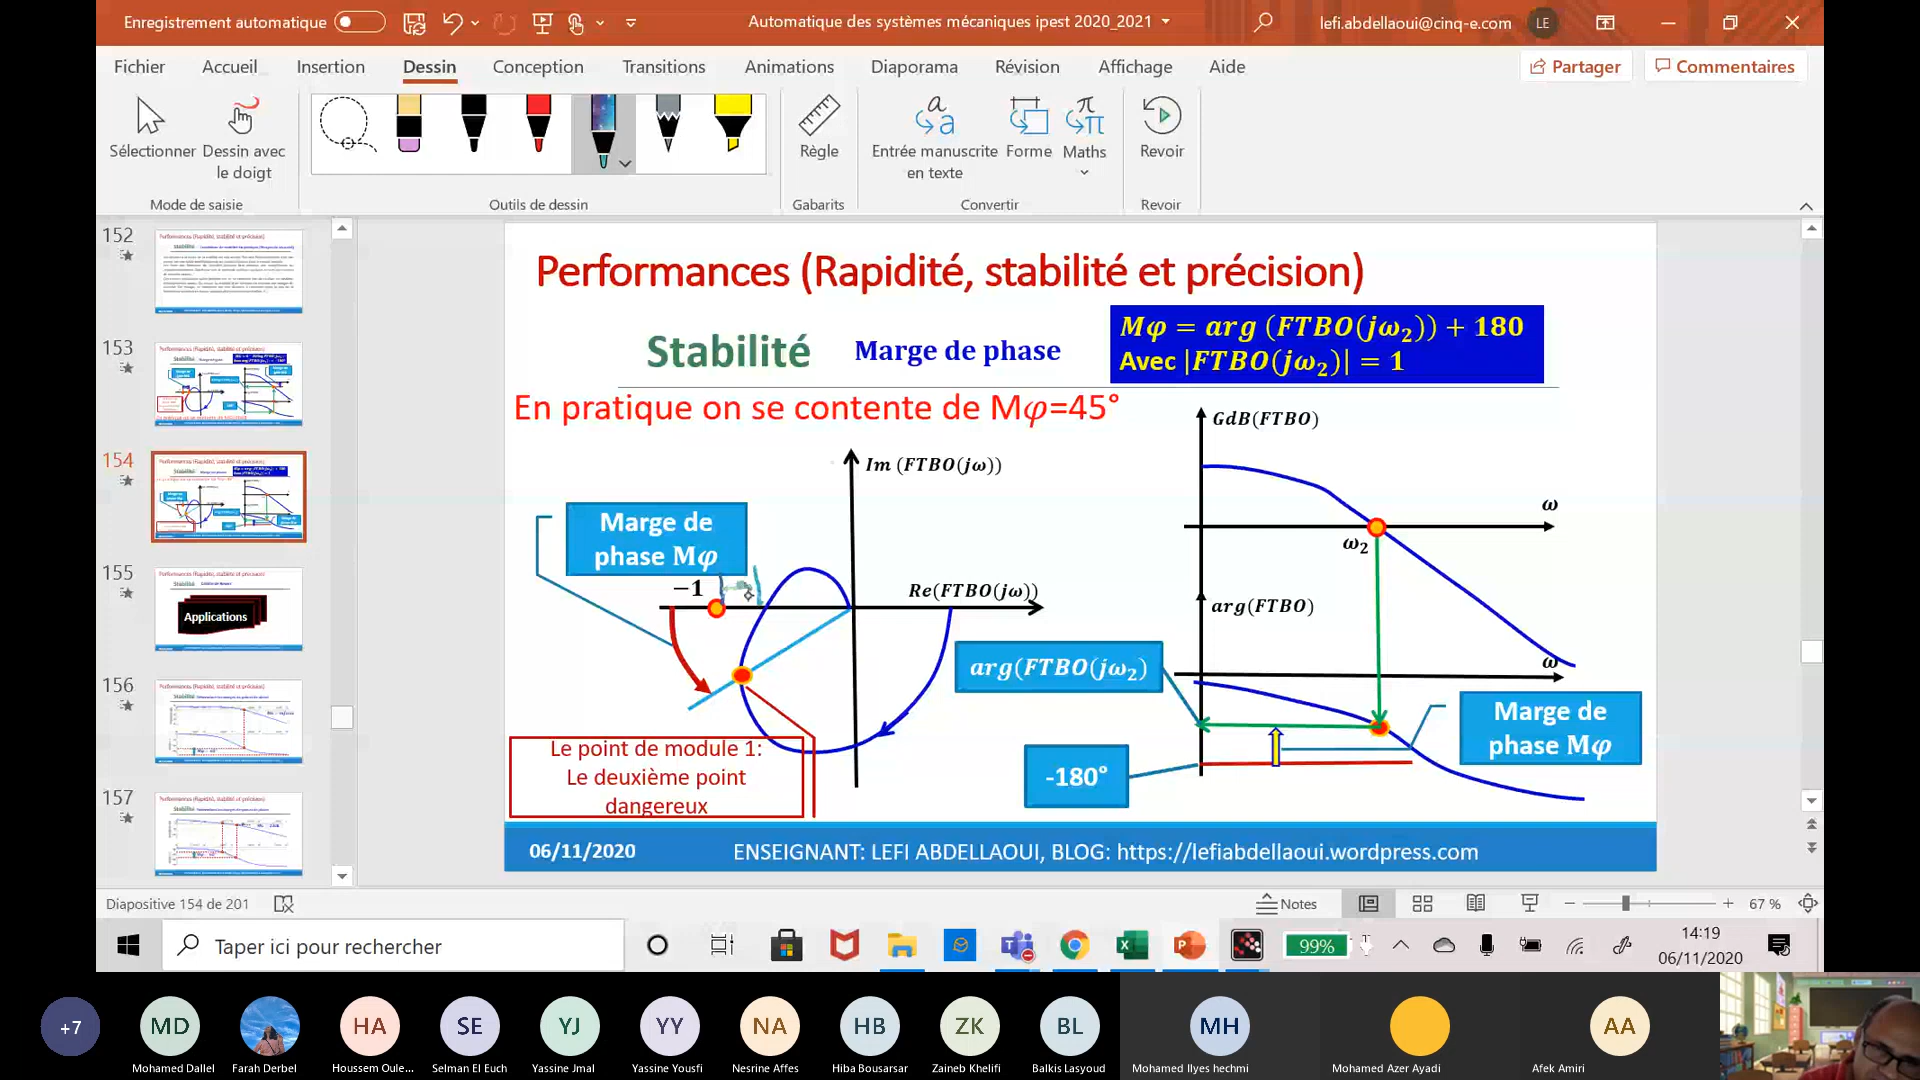 Enregistrement automatique
Automatique des systèmes mécaniques ipest 2020_2021
lefi.abdellaoui@cinq-e.com
LE
Fichier
Accueil
Insertion
Dessin
Conception
Transitions
Animations
Diaporama
Révision
Affichage
Aide
Partager
Commentaires
Sélectionner
Dessin avec
le doigt
Règle
Entrée manuscrite
en texte
Forme
Maths
Revoir
Mode de saisie
Outils de dessin
Gabarits
Convertir
Revoir
152
153
154
155
Applications
156
157
Performances (Rapidité, stabilité et précision)
Stabilité
Marge de phase
Mφ = arg (FTBO(jω₂)) + 180
Avec |FTBO(jω₂)| = 1
En pratique on se contente de Mφ=45°
GdB(FTBO)
Im (FTBO(jω))
Marge de
phase Mφ
−1
Re(FTBO(jω))
ω
ω₂
arg(FTBO)
ω
arg(FTBO(jω₂)
Marge de
phase Mφ
-180°
Le point de module 1:
Le deuxième point
dangereux
06/11/2020
ENSEIGNANT: LEFI ABDELLAOUI, BLOG: https://lefiabdellaoui.wordpress.com
Diapositive 154 de 201
Notes
67 %
Taper ici pour rechercher
99%
14:19
06/11/2020
+7
MD
HA
SE
YJ
YY
NA
HB
ZK
BL
MH
AA
Mohamed Dallel
Farah Derbel
Houssem Oule...
Selman El Euch
Yassine Jmal
Yassine Yousfi
Nesrine Affes
Hiba Bousarsar
Zaineb Khelifi
Balkis Lasyoud
Mohamed Ilyes hechmi
Mohamed Azer Ayadi
Afek Amiri